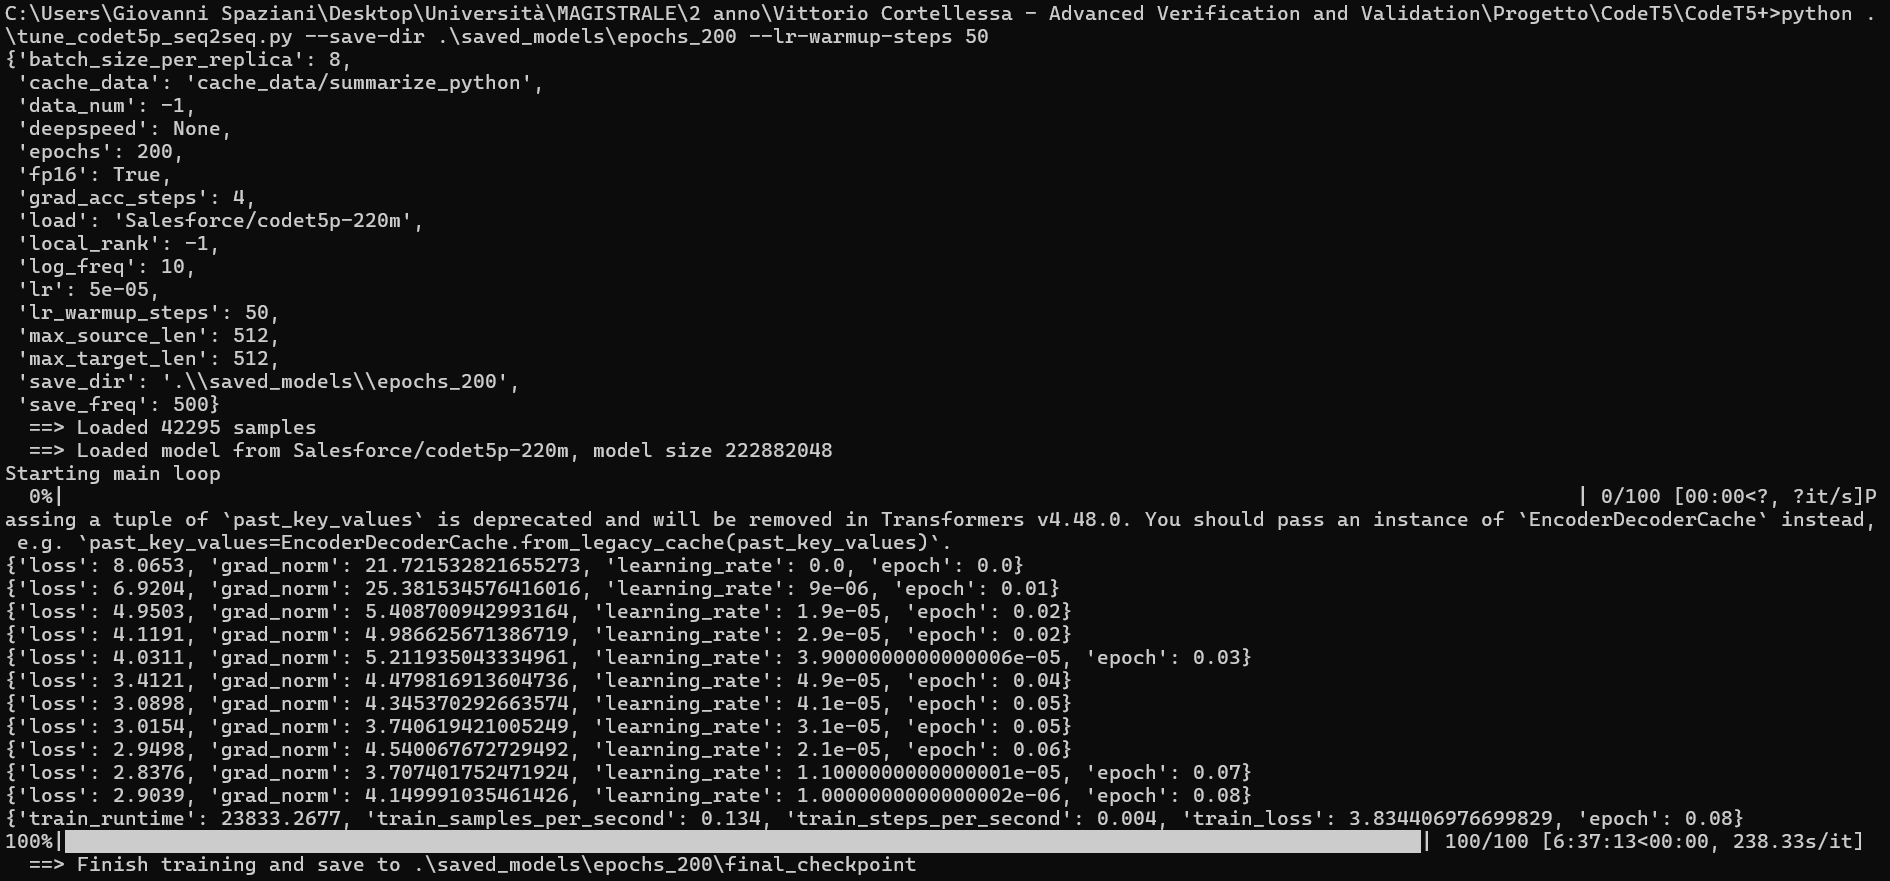 C:\Users\Giovanni Spaziani\Desktop\Università\MAGISTRALE\2 anno\Vittorio Cortellessa - Advanced Verification and Validation\Progetto\CodeT5\CodeT5+>python .
\tune_codet5p_seq2seq.py --save-dir .\saved_models\epochs_200 --lr-warmup-steps 50
{'batch_size_per_replica': 8,
 'cache_data': 'cache_data/summarize_python',
 'data_num': -1,
 'deepspeed': None,
 'epochs': 200,
 'fp16': True,
 'grad_acc_steps': 4,
 'load': 'Salesforce/codet5p-220m',
 'local_rank': -1,
 'log_freq': 10,
 'lr': 5e-05,
 'lr_warmup_steps': 50,
 'max_source_len': 512,
 'max_target_len': 512,
 'save_dir': '.\\saved_models\\epochs_200',
 'save_freq': 500}
  ==> Loaded 42295 samples
  ==> Loaded model from Salesforce/codet5p-220m, model size 222882048
Starting main loop
  0%| | 0/100 [00:00<?, ?it/s]P
assing a tuple of `past_key_values` is deprecated and will be removed in Transformers v4.48.0. You should pass an instance of `EncoderDecoderCache` instead,
 e.g. `past_key_values=EncoderDecoderCache.from_legacy_cache(past_key_values)`.
{'loss': 8.0653, 'grad_norm': 21.721532821655273, 'learning_rate': 0.0, 'epoch': 0.0}
{'loss': 6.9204, 'grad_norm': 25.381534576416016, 'learning_rate': 9e-06, 'epoch': 0.01}
{'loss': 4.9503, 'grad_norm': 5.408700942993164, 'learning_rate': 1.9e-05, 'epoch': 0.02}
{'loss': 4.1191, 'grad_norm': 4.986625671386719, 'learning_rate': 2.9e-05, 'epoch': 0.02}
{'loss': 4.0311, 'grad_norm': 5.211935043334961, 'learning_rate': 3.9000000000000006e-05, 'epoch': 0.03}
{'loss': 3.4121, 'grad_norm': 4.479816913604736, 'learning_rate': 4.9e-05, 'epoch': 0.04}
{'loss': 3.0898, 'grad_norm': 4.345370292663574, 'learning_rate': 4.1e-05, 'epoch': 0.05}
{'loss': 3.0154, 'grad_norm': 3.740619421005249, 'learning_rate': 3.1e-05, 'epoch': 0.05}
{'loss': 2.9498, 'grad_norm': 4.540067672729492, 'learning_rate': 2.1e-05, 'epoch': 0.06}
{'loss': 2.8376, 'grad_norm': 3.707401752471924, 'learning_rate': 1.1000000000000001e-05, 'epoch': 0.07}
{'loss': 2.9039, 'grad_norm': 4.149991035461426, 'learning_rate': 1.0000000000000002e-06, 'epoch': 0.08}
{'train_runtime': 23833.2677, 'train_samples_per_second': 0.134, 'train_steps_per_second': 0.004, 'train_loss': 3.834406976699829, 'epoch': 0.08}
100%| | 100/100 [6:37:13<00:00, 238.33s/it]
  ==> Finish training and save to .\saved_models\epochs_200\final_checkpoint